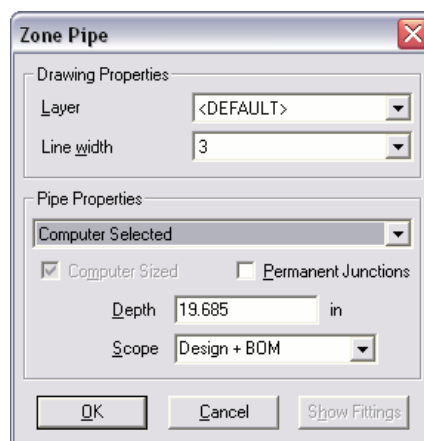 Zone Pipe
Drawing Properties
Layer <DEFAULT>
Line width 3
Pipe Properties
Computer Selected
Computer Sized Permanent Junctions
Depth 19.685 in
Scope Design + BOM
OK Cancel Show Fittings